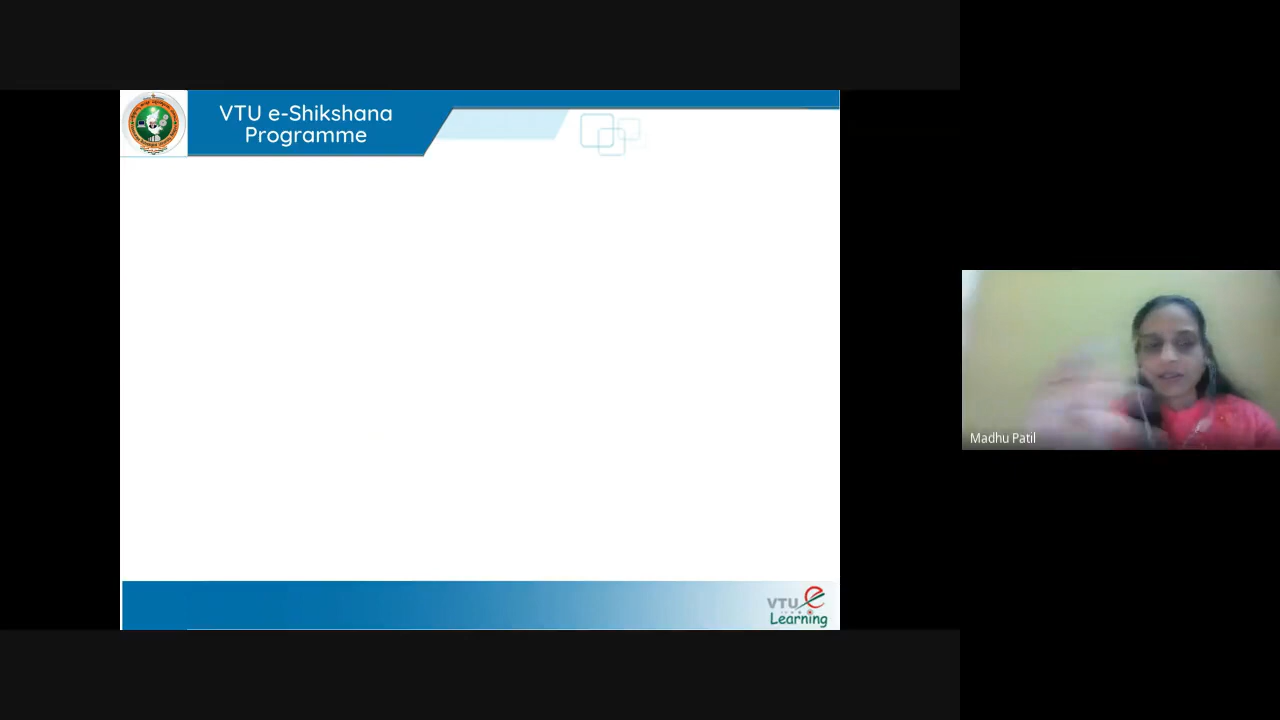 VTU e-Shikshana
Programme
Madhu Patil
VTU e
Learning